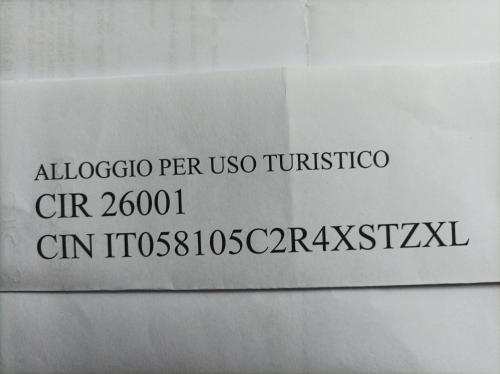 ALLOGGIO PER USO TURISTICO
CIR 26001
CIN IT058105C2R4XSTZXL